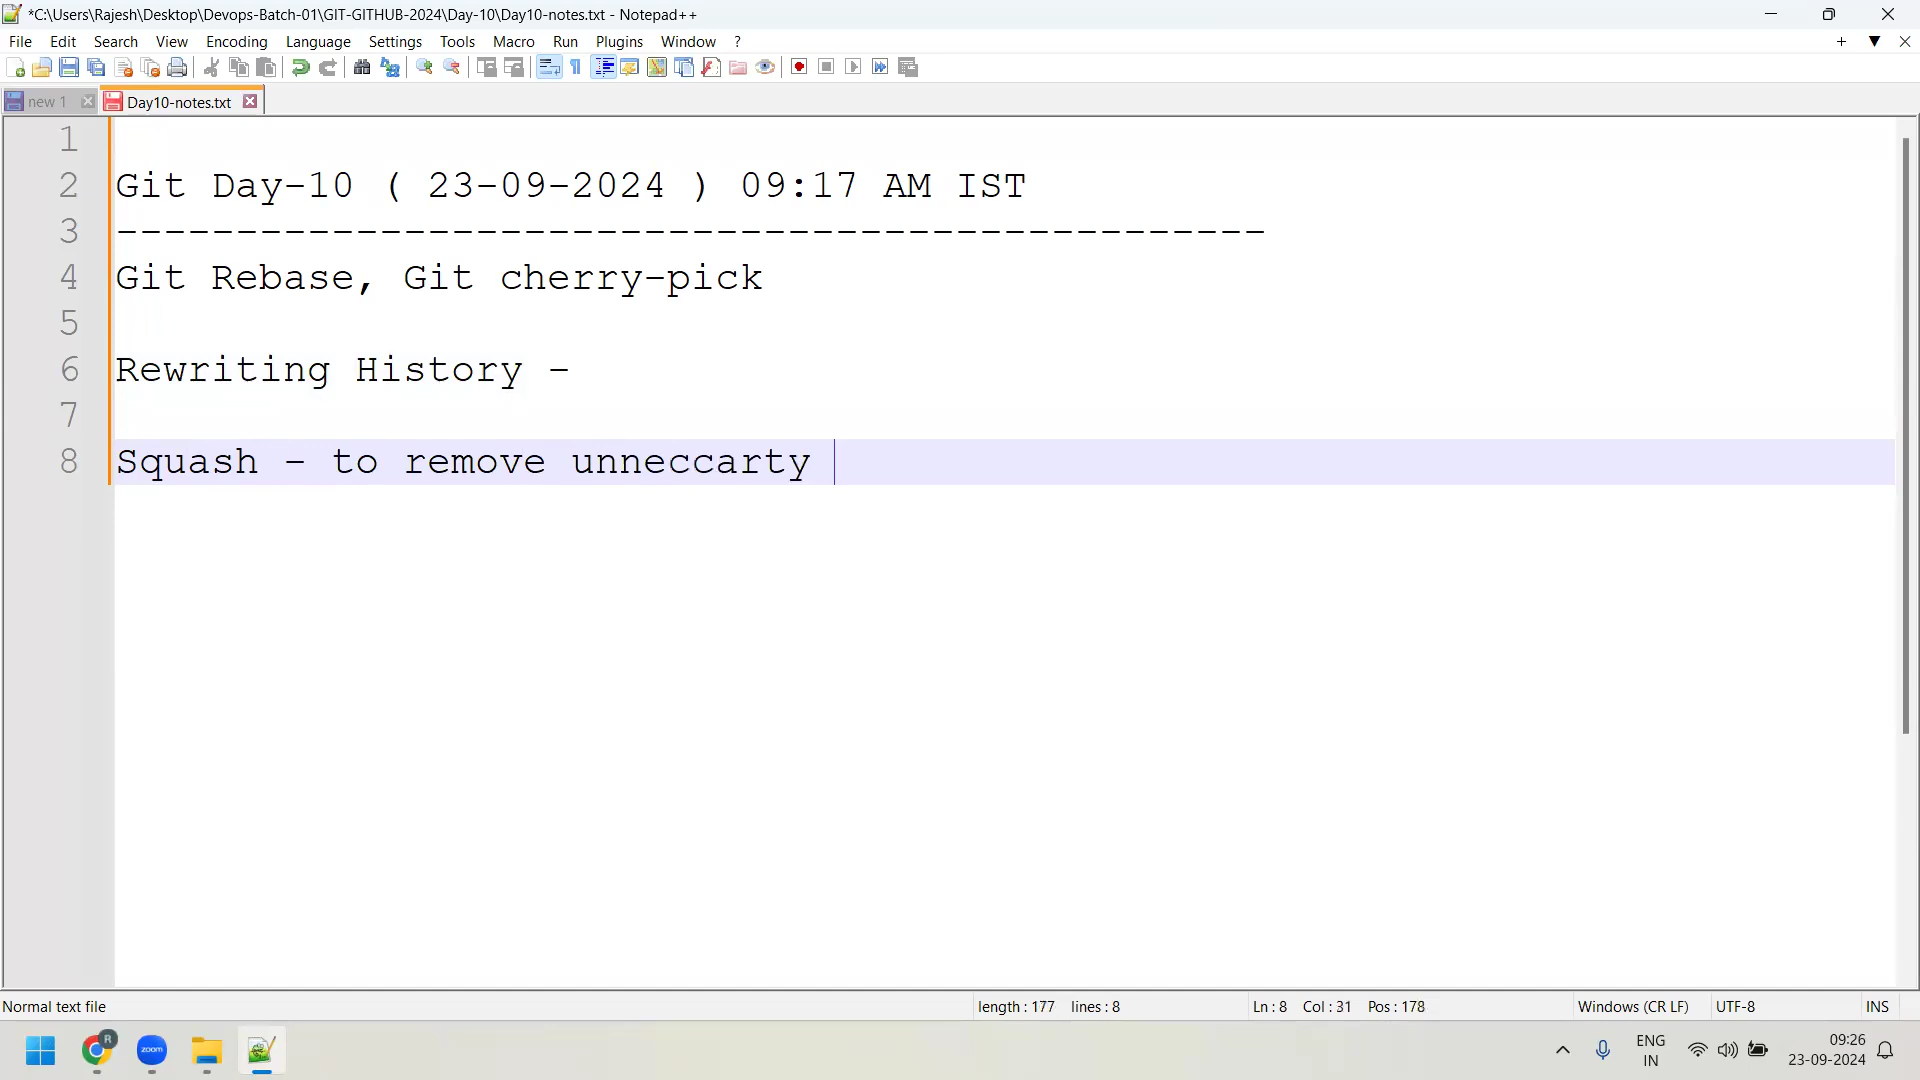 *C:\Users\Rajesh\Desktop\Devops-Batch-01\GIT-GITHUB-2024\Day-10\Day10-notes.txt - Notepad++
File Edit Search View Encoding Language Settings Tools Macro Run Plugins Window ?
new 1 Day10-notes.txt
1
2 Git Day-10 ( 23-09-2024 ) 09:17 AM IST
3 ------------------------------------------------
4 Git Rebase, Git cherry-pick
5
6 Rewriting History -
7
8 Squash - to remove unneccarty
Normal text file length : 177 lines : 8 Ln : 8 Col : 31 Pos : 178 Windows (CR LF) UTF-8 INS
R zoom ENG 09:26
IN 23-09-2024